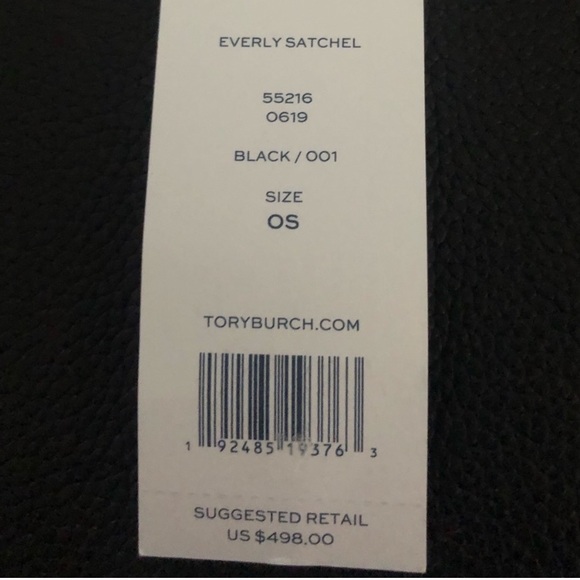 EVERLY SATCHEL
55216
0619
BLACK / 001
SIZE
OS
TORYBURCH.COM
1 92485 19376 3
SUGGESTED RETAIL
US $498.00